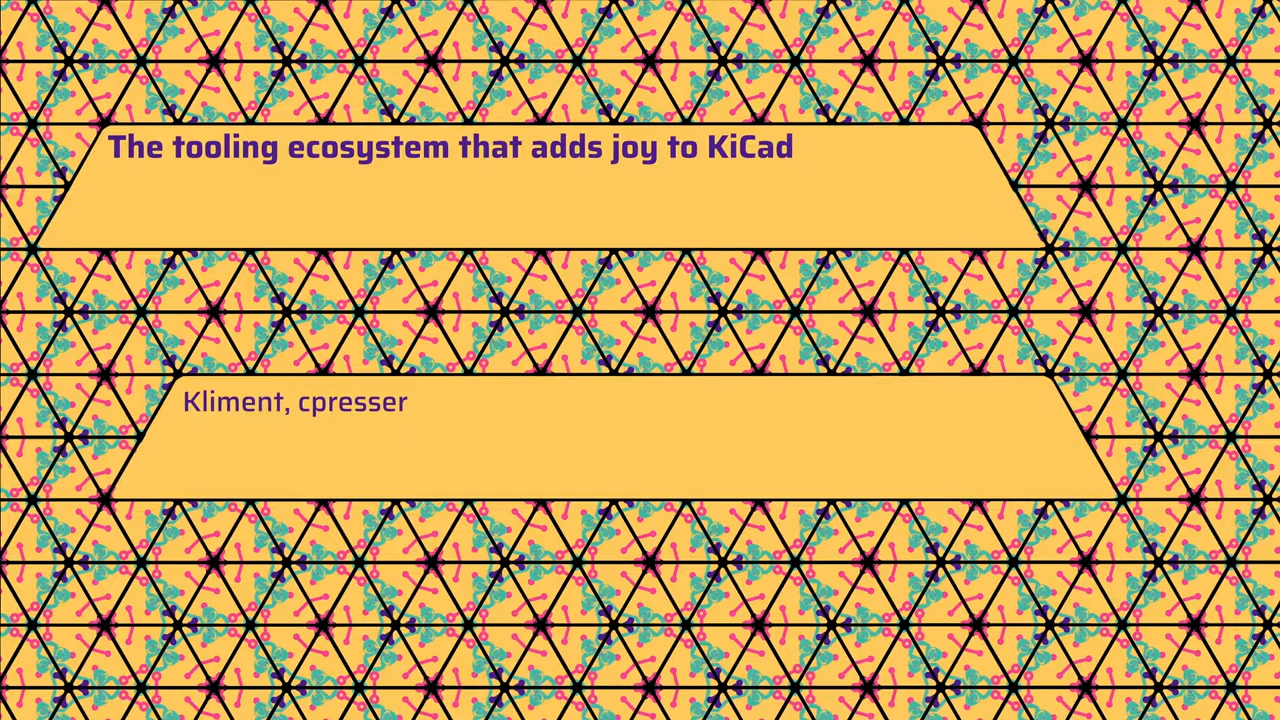 The tooling ecosystem that adds joy to KiCad
Kliment, cpresser